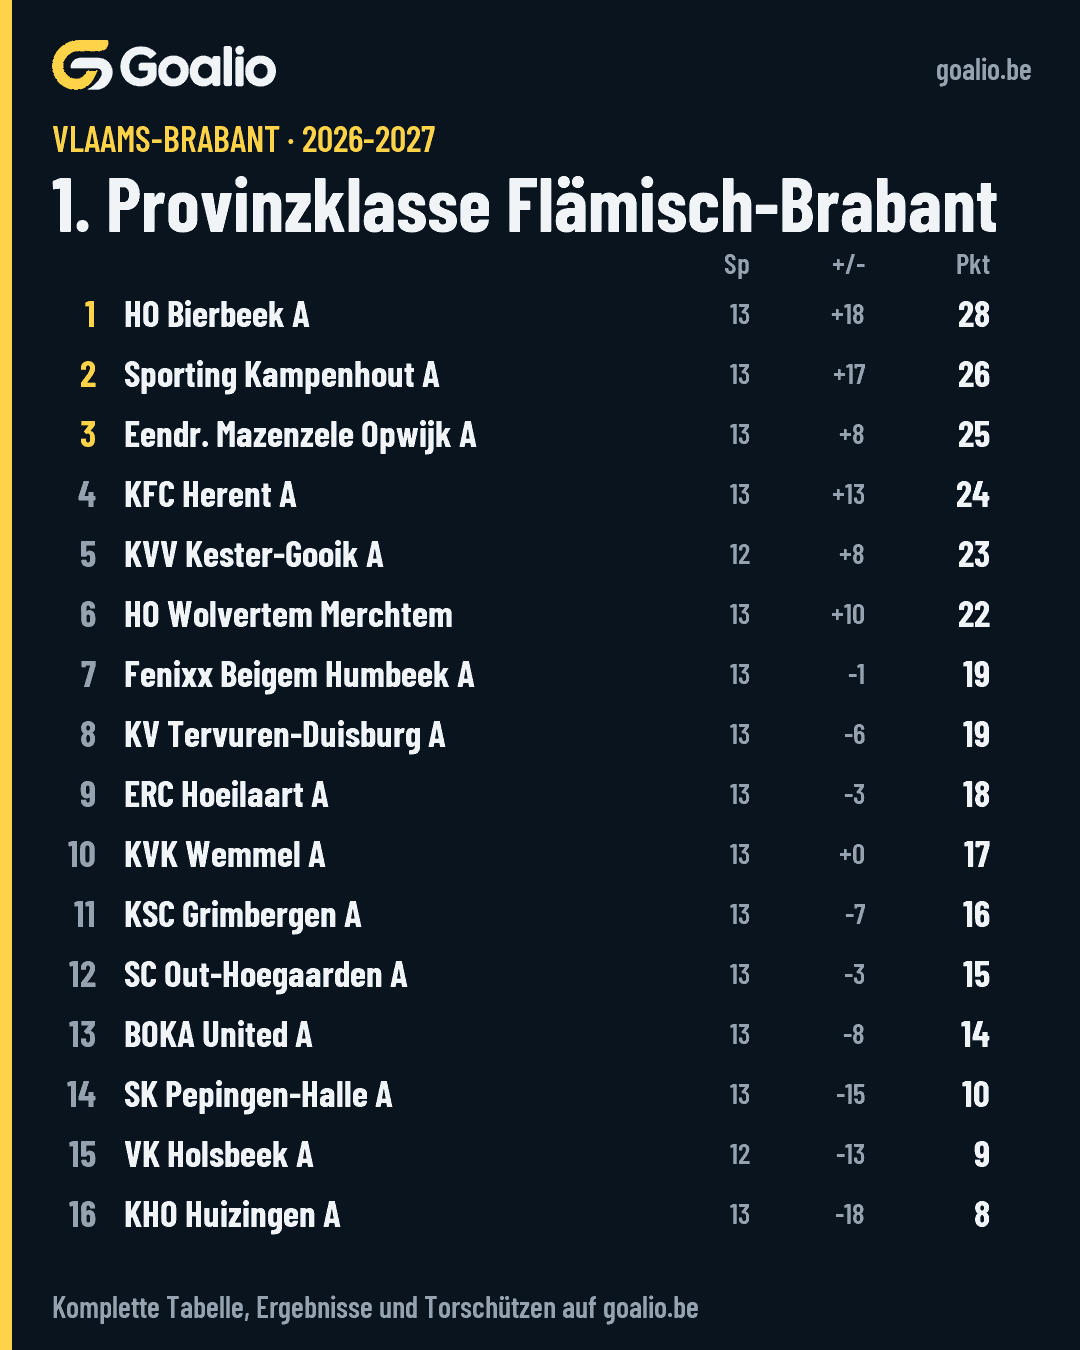 Goalio
goalio.be
VLAAMS-BRABANT · 2026-2027
1. Provinzklasse Flämisch-Brabant
Sp +/- Pkt
1 HO Bierbeek A 13 +18 28
2 Sporting Kampenhout A 13 +17 26
3 Eendr. Mazenzele Opwijk A 13 +8 25
4 KFC Herent A 13 +13 24
5 KVV Kester-Gooik A 12 +8 23
6 HO Wolvertem Merchtem 13 +10 22
7 Fenixx Beigem Humbeek A 13 -1 19
8 KV Tervuren-Duisburg A 13 -6 19
9 ERC Hoeilaart A 13 -3 18
10 KVK Wemmel A 13 +0 17
11 KSC Grimbergen A 13 -7 16
12 SC Out-Hoegaarden A 13 -3 15
13 BOKA United A 13 -8 14
14 SK Pepingen-Halle A 13 -15 10
15 VK Holsbeek A 12 -13 9
16 KHO Huizingen A 13 -18 8
Komplette Tabelle, Ergebnisse und Torschützen auf goalio.be